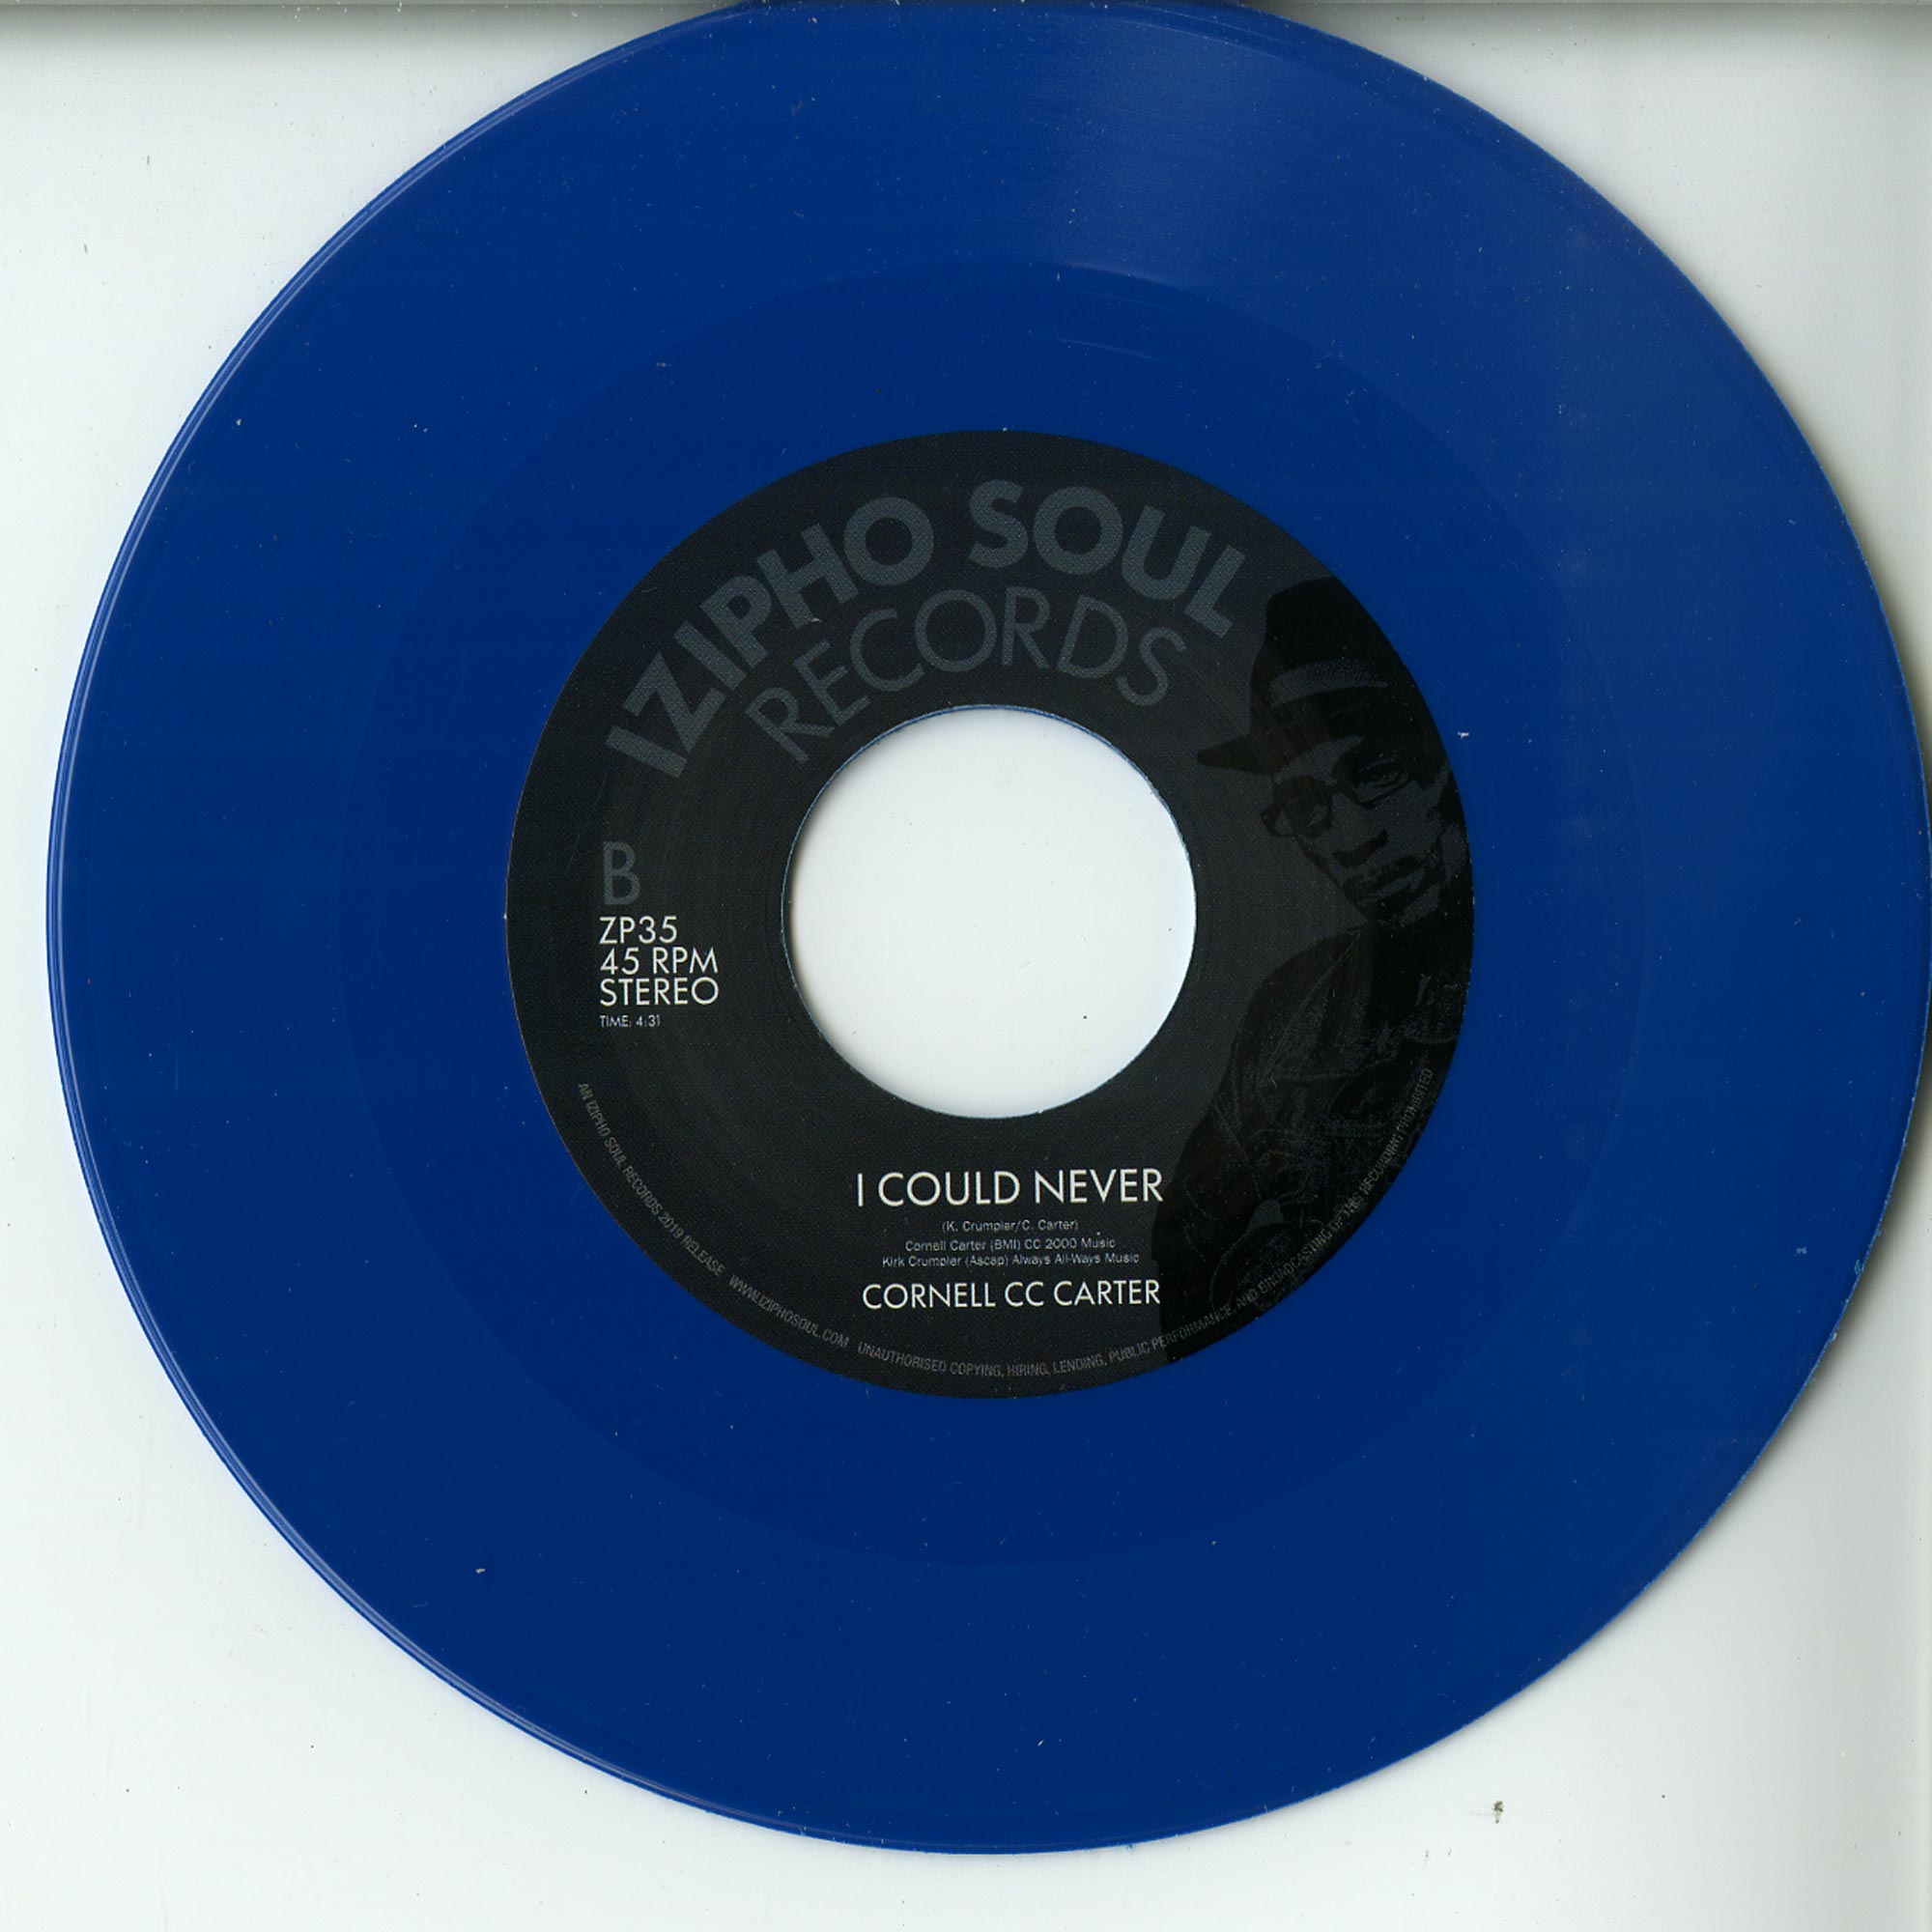 IZIPHO SOUL
RECORDS
B
ZP35
45 RPM
STEREO
TIME: 4:31
I COULD NEVER
(K. Crumpler/C. Carter)
Cornell Carter (BMI) CC 2000 Music
Kirk Crumpler (Ascap) Always All-Ways Music
CORNELL CC CARTER
AN IZIPHO SOUL RECORDS 2019 RELEASE WWW.IZIPHOSOUL.COM UNAUTHORISED COPYING, HIRING, LENDING, PUBLIC PERFORMANCE AND BROADCASTING OF THIS RECORDING PROHIBITED